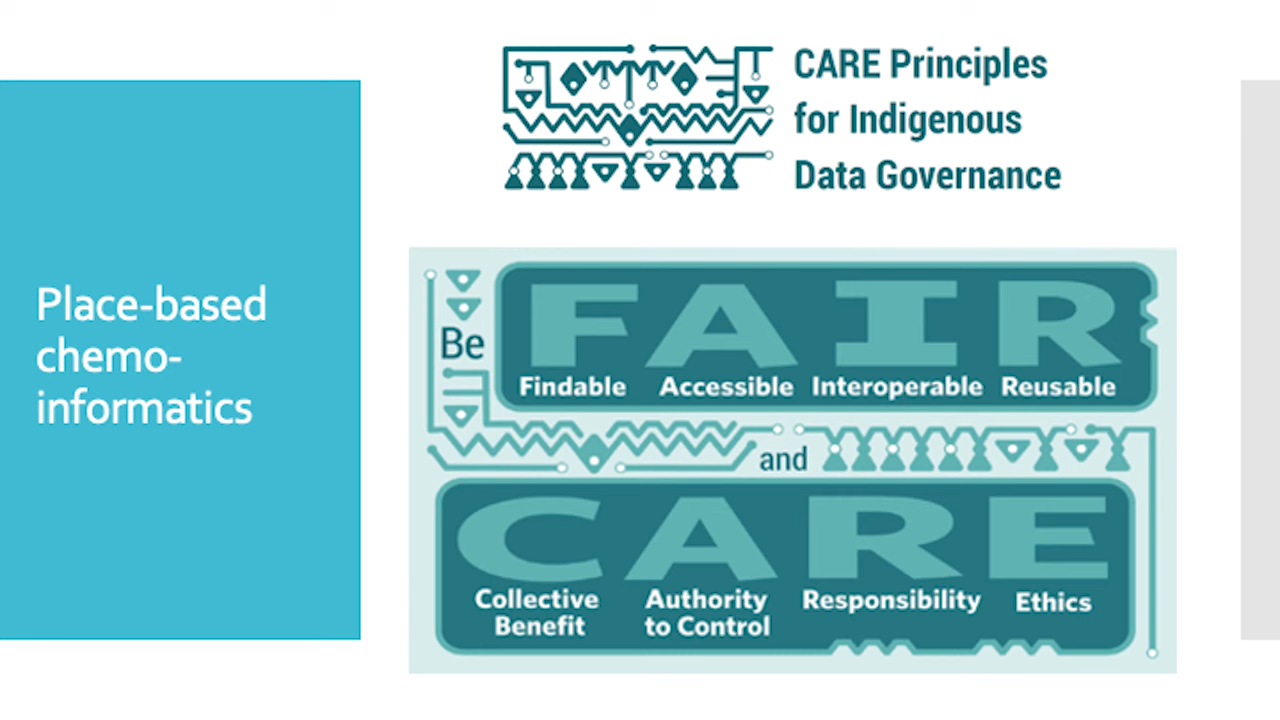 Place-based
chemo-
informatics
CARE Principles
for Indigenous
Data Governance
Be
FAIR
Findable Accessible Interoperable Reusable
and
CARE
Collective Benefit Authority to Control Responsibility Ethics